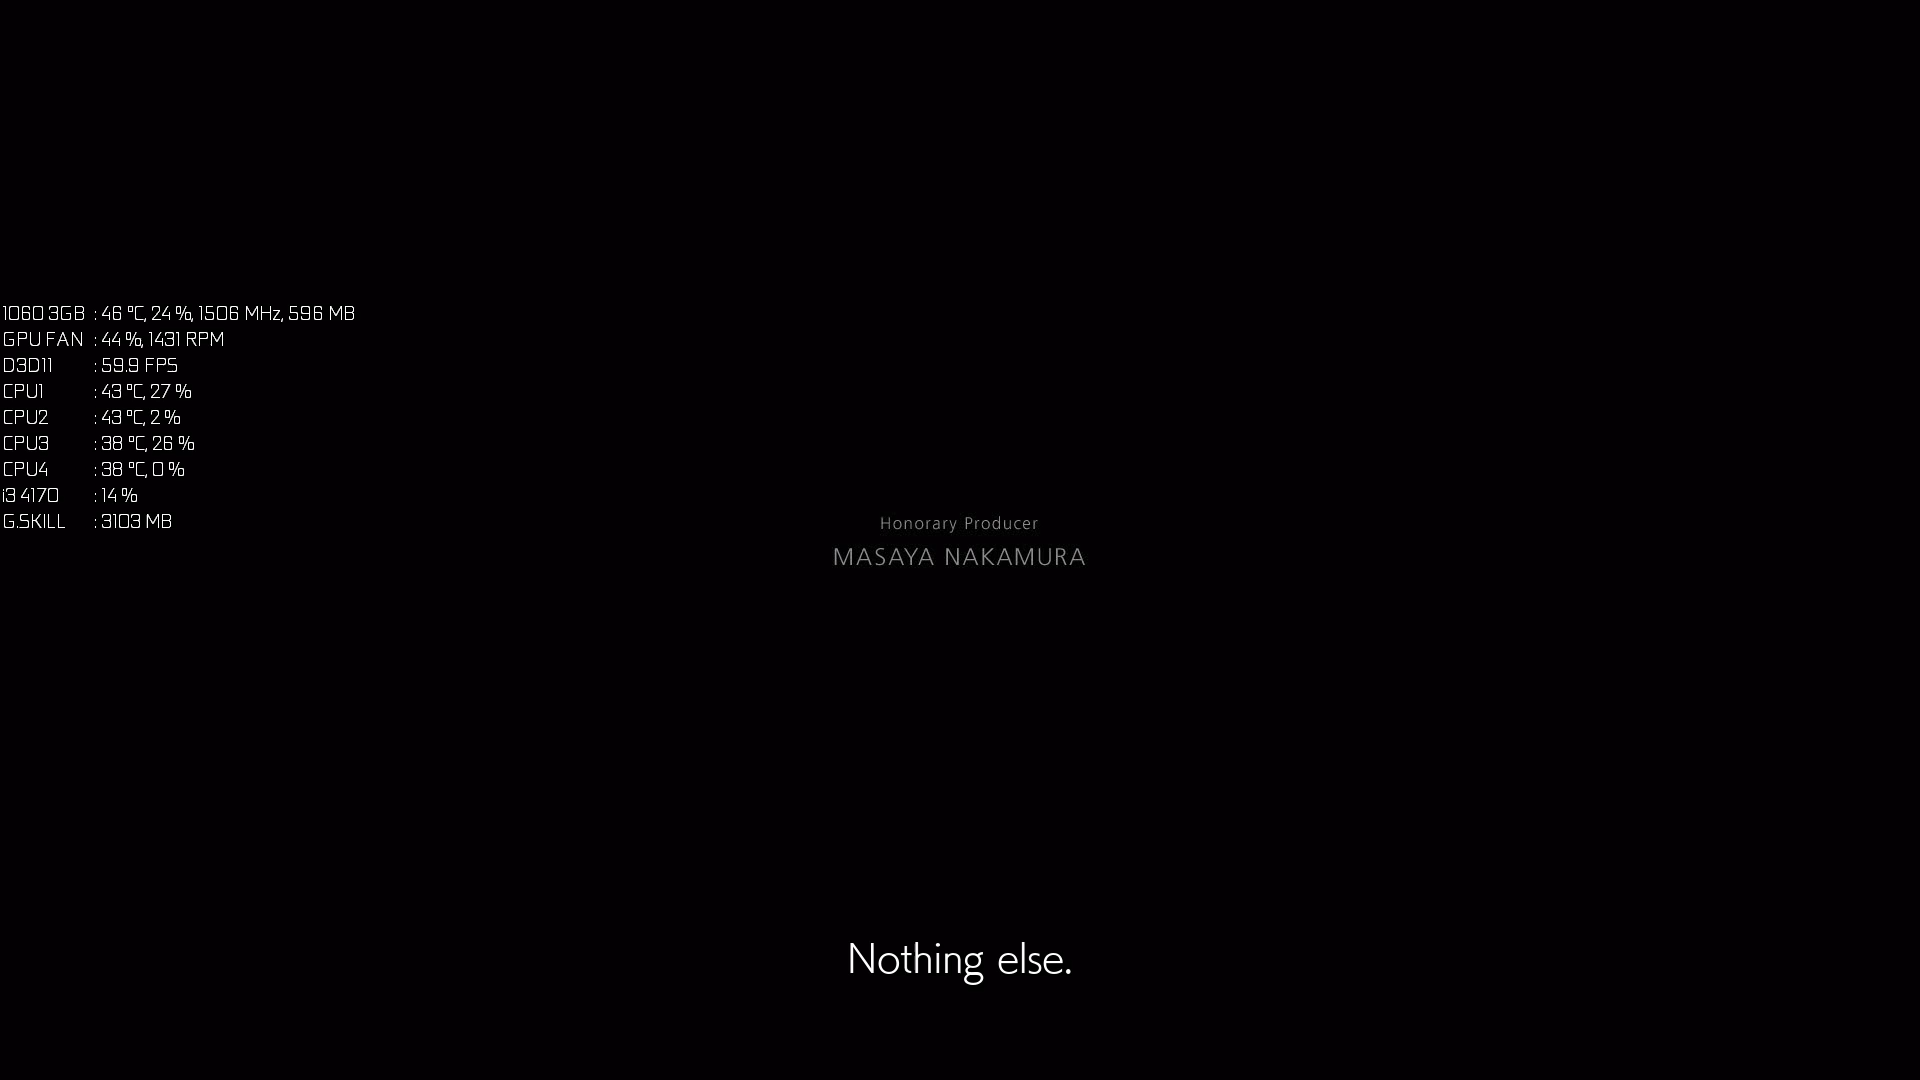 1060 3GB : 46 °C, 24 %, 1506 MHz, 596 MB
GPU FAN : 44 %, 1431 RPM
D3D11 : 59.9 FPS
CPU1 : 43 °C, 27 %
CPU2 : 43 °C, 2 %
CPU3 : 38 °C, 26 %
CPU4 : 38 °C, 0 %
i3 4170 : 14 %
G.SKILL : 3103 MB
Honorary Producer
MASAYA NAKAMURA
Nothing else.